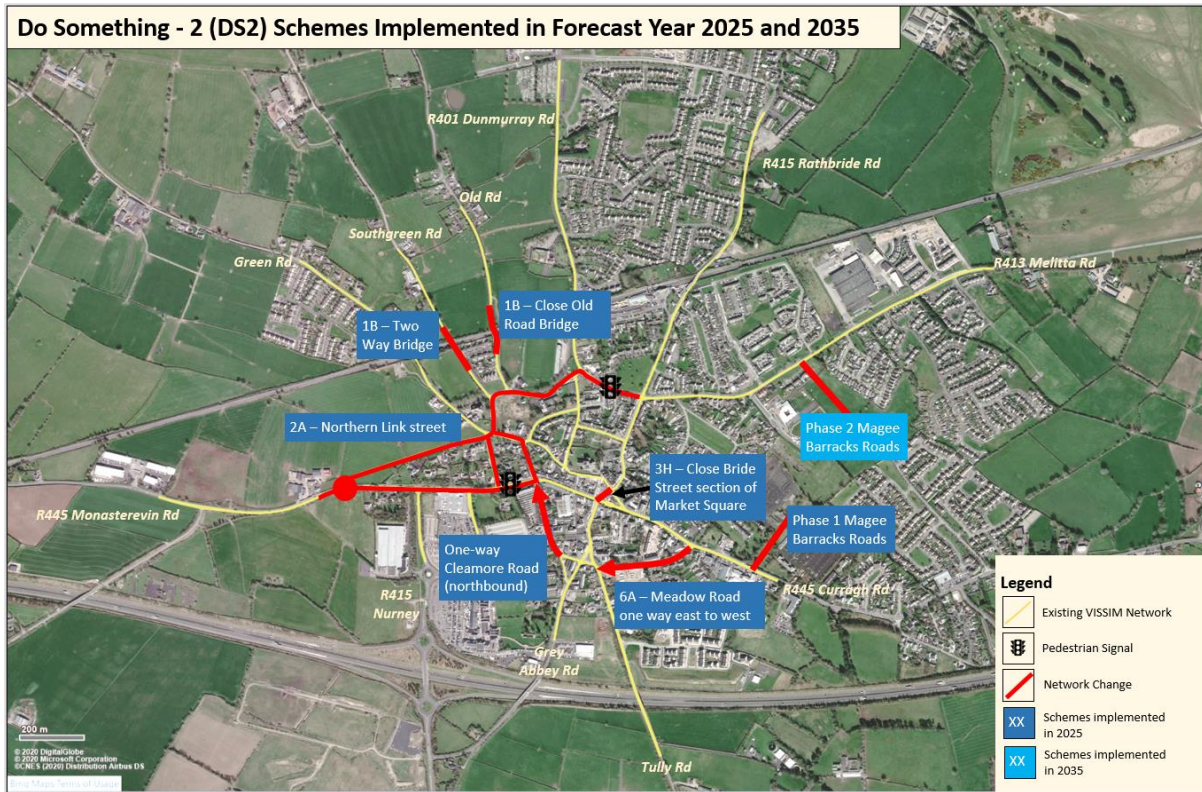 Do Something - 2 (DS2) Schemes Implemented in Forecast Year 2025 and 2035
R401 Dunmurray Rd
R415 Rathbride Rd
Old Rd
Southgreen Rd
Green Rd
R413 Melitta Rd
1B – Close Old
Road Bridge
1B – Two
Way Bridge
2A – Northern Link street
Phase 2 Magee
Barracks Roads
3H – Close Bride
Street section of
Market Square
R445 Monasterevin Rd
Phase 1 Magee
Barracks Roads
One-way
Cleamore Road
(northbound)
R415
Nurney
6A – Meadow Road
one way east to west
R445 Curragh Rd
Grey
Abbey Rd
Tully Rd
Legend
Existing VISSIM Network
Pedestrian Signal
Network Change
XX Schemes implemented
in 2025
XX Schemes implemented
in 2035
200 m
© 2020 DigitalGlobe
© 2020 Microsoft Corporation
©CNES (2020) Distribution Airbus DS
Bing Maps Terms of Usage